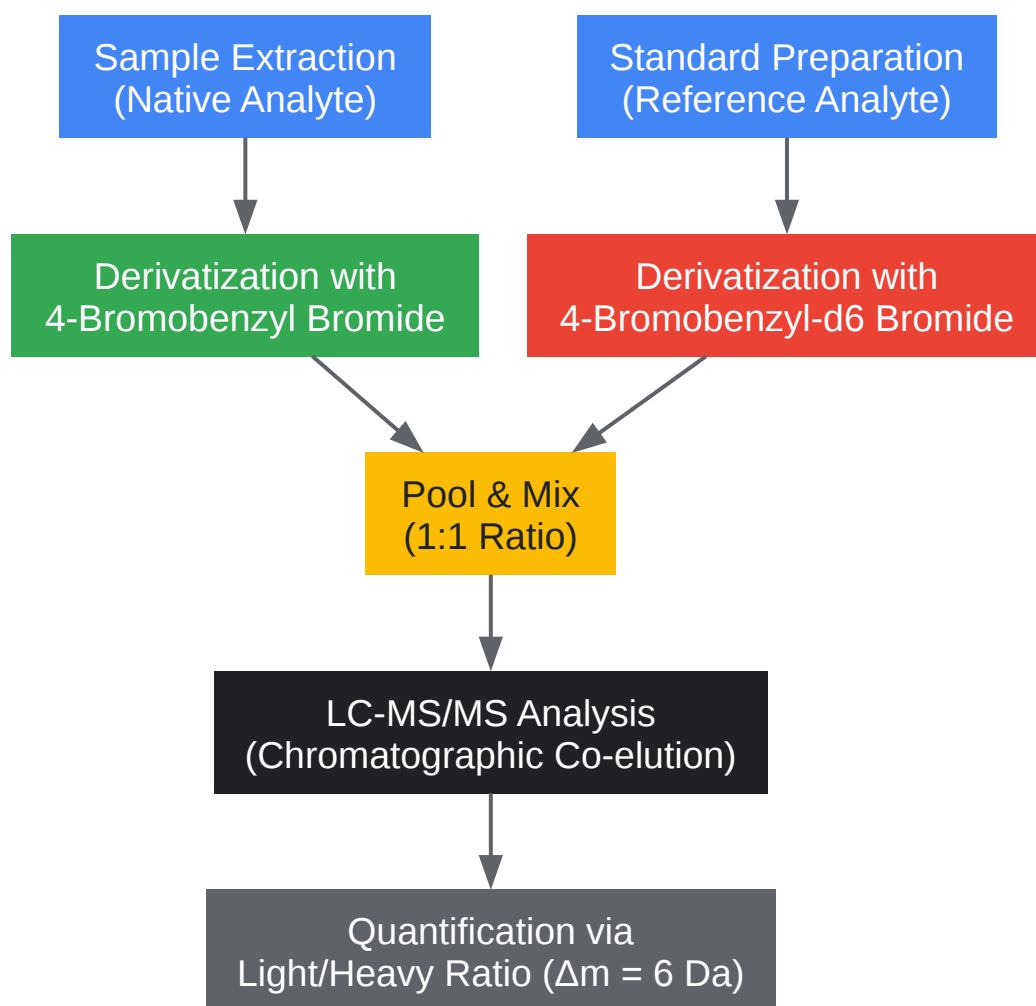 Sample Extraction
(Native Analyte)
Standard Preparation
(Reference Analyte)
Derivatization with
4-Bromobenzyl Bromide
Derivatization with
4-Bromobenzyl-d6 Bromide
Pool & Mix
(1:1 Ratio)
LC-MS/MS Analysis
(Chromatographic Co-elution)
Quantification via
Light/Heavy Ratio (Δm = 6 Da)